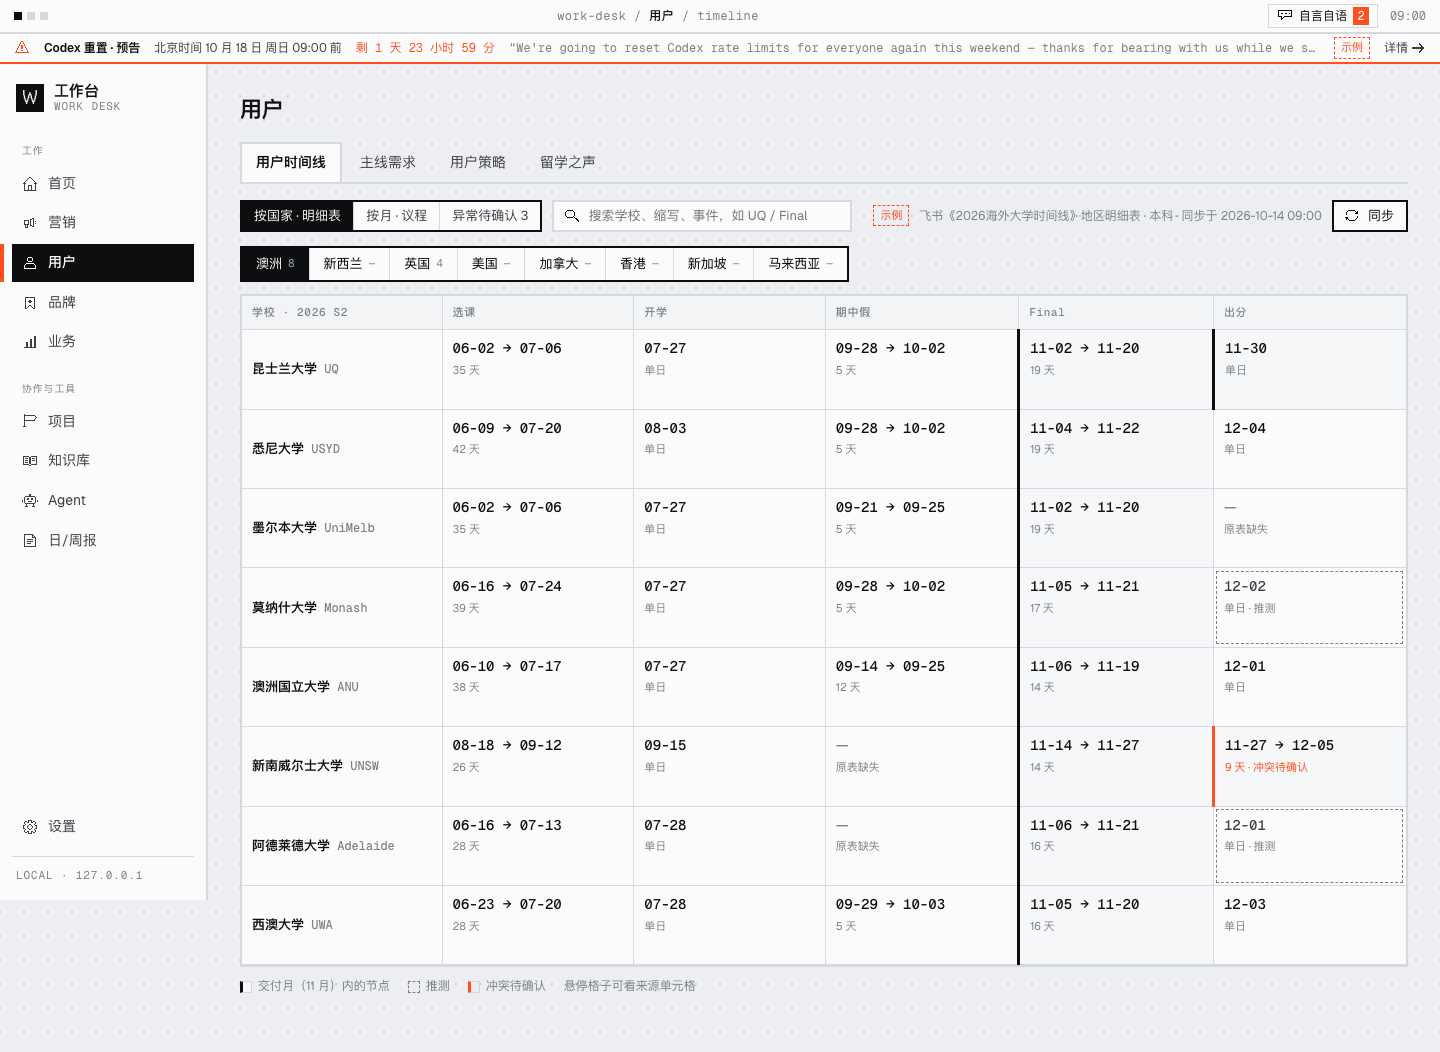 work-desk / 用户 / timeline
自言自语 2
09:00
Codex 重置 · 预告 北京时间 10 月 18 日 周日 09:00 前 剩 1 天 23 小时 59 分 “We're going to reset Codex rate limits for everyone again this weekend — thanks for bearing with us while we s… 示例 详情 →
W 工作台
WORK DESK
工作
首页
营销
用户
品牌
业务
协作与工具
项目
知识库
Agent
日/周报
设置
LOCAL · 127.0.0.1
用户
用户时间线 主线需求 用户策略 留学之声
按国家 · 明细表 按月 · 议程 异常待确认 3 搜索学校、缩写、事件，如 UQ / Final 示例 飞书《2026海外大学时间线》·地区明细表 · 本科 · 同步于 2026-10-14 09:00 同步
澳洲 8 新西兰 – 英国 4 美国 – 加拿大 – 香港 – 新加坡 – 马来西亚 –
学校 · 2026 S2 选课 开学 期中假 Final 出分
昆士兰大学 UQ
06-02 → 07-06 07-27 09-28 → 10-02 11-02 → 11-20 11-30
35 天 单日 5 天 19 天 单日
悉尼大学 USYD
06-09 → 07-20 08-03 09-28 → 10-02 11-04 → 11-22 12-04
42 天 单日 5 天 19 天 单日
墨尔本大学 UniMelb
06-02 → 07-06 07-27 09-21 → 09-25 11-02 → 11-20 —
35 天 单日 5 天 19 天 原表缺失
莫纳什大学 Monash
06-16 → 07-24 07-27 09-28 → 10-02 11-05 → 11-21 12-02
39 天 单日 5 天 17 天 单日 · 推测
澳洲国立大学 ANU
06-10 → 07-17 07-27 09-14 → 09-25 11-06 → 11-19 12-01
38 天 单日 12 天 14 天 单日
新南威尔士大学 UNSW
08-18 → 09-12 09-15 — 11-14 → 11-27 11-27 → 12-05
26 天 单日 原表缺失 14 天 9 天 · 冲突待确认
阿德莱德大学 Adelaide
06-16 → 07-13 07-28 — 11-06 → 11-21 12-01
28 天 单日 原表缺失 16 天 单日 · 推测
西澳大学 UWA
06-23 → 07-20 07-28 09-29 → 10-03 11-05 → 11-20 12-03
28 天 单日 5 天 16 天 单日
交付月（11 月）内的节点 推测 冲突待确认 悬停格子可看来源单元格